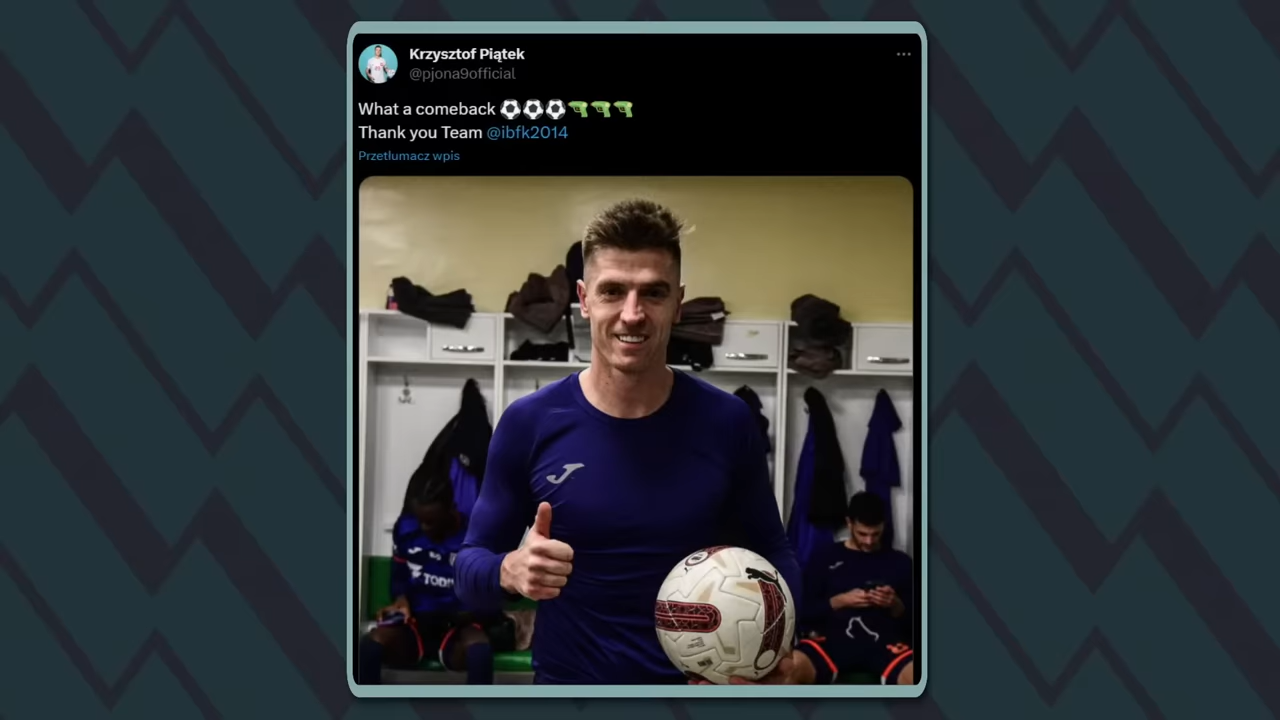 Krzysztof Piątek
@pjona9official
What a comeback ⚽⚽⚽🔫🔫🔫
Thank you Team @ibfk2014
Przetłumacz wpis